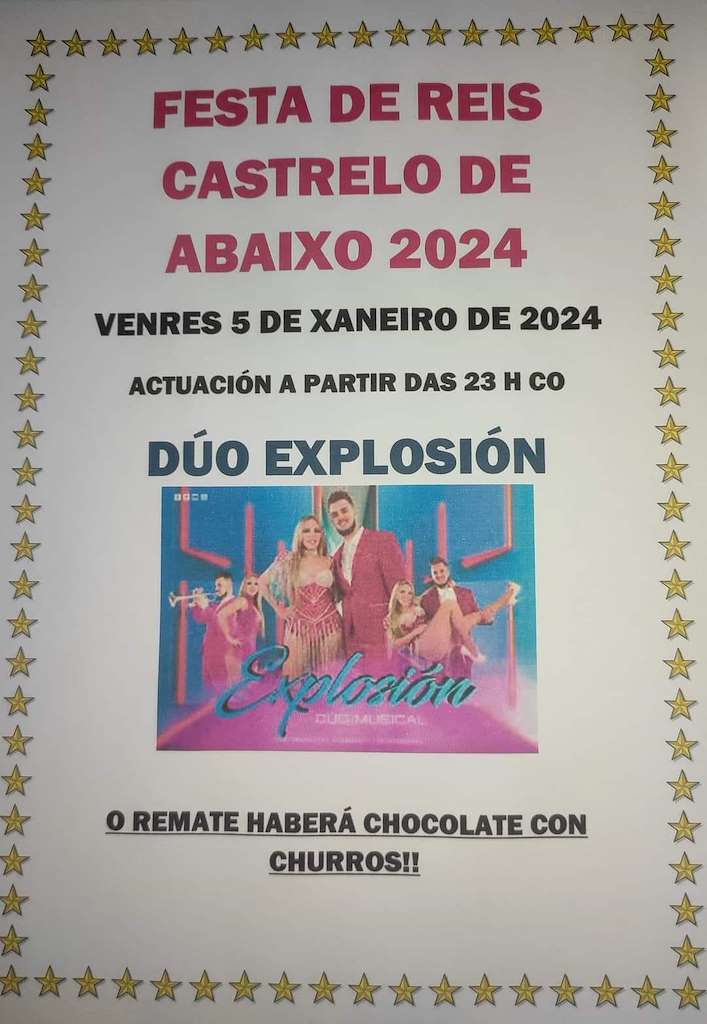 FESTA DE REIS
CASTRELO DE
ABAIXO 2024
VENRES 5 DE XANEIRO DE 2024
ACTUACIÓN A PARTIR DAS 23 H CO
DÚO EXPLOSIÓN
Explosión
DÚO MUSICAL
O REMATE HABERÁ CHOCOLATE CON
CHURROS!!